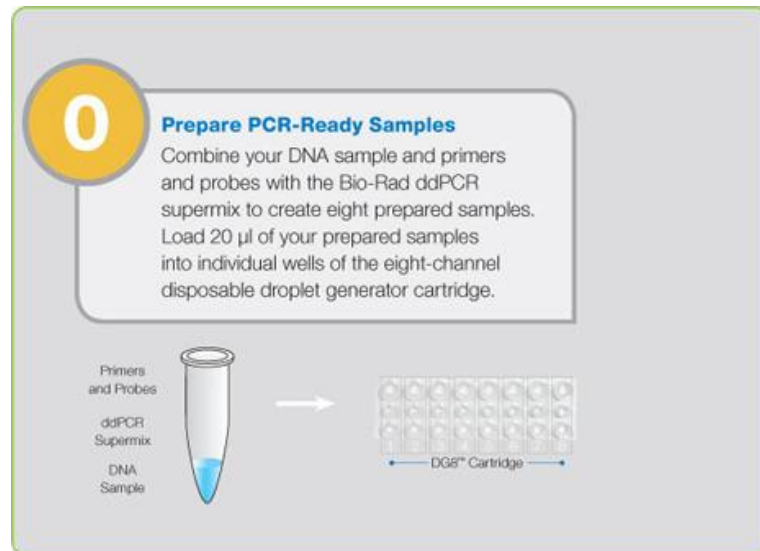 0
Prepare PCR-Ready Samples
Combine your DNA sample and primers
and probes with the Bio-Rad ddPCR
supermix to create eight prepared samples.
Load 20 µl of your prepared samples
into individual wells of the eight-channel
disposable droplet generator cartridge.
Primers
and Probes
ddPCR
Supermix
DNA
Sample
DG8™ Cartridge